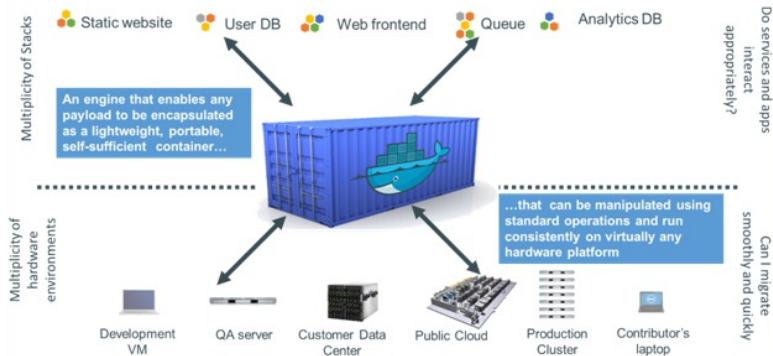 Static website
User DB
Web frontend
Queue
Analytics DB
Multiplicity of Stacks
Do services and apps
interact
appropriately?
An engine that enables any
payload to be encapsulated
as a lightweight, portable,
self-sufficient container…
…that can be manipulated using
standard operations and run
consistently on virtually any
hardware platform
Multiplicity of
hardware
environments
Can I migrate
smoothly and quickly
Development
VM
QA server
Customer Data
Center
Public Cloud
Production
Cluster
Contributor’s
laptop